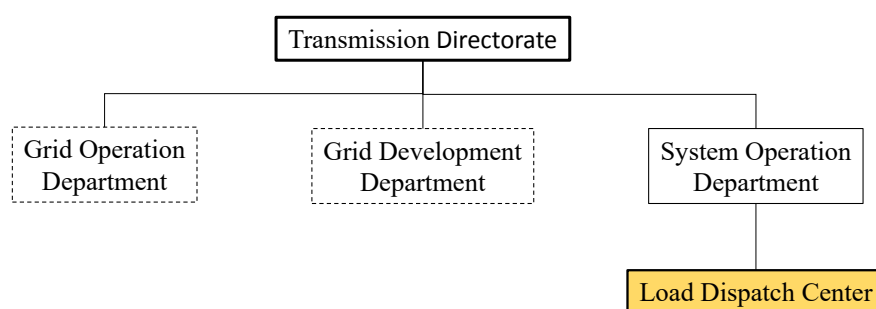 Transmission Directorate
Grid Operation
Department
Grid Development
Department
System Operation
Department
Load Dispatch Center